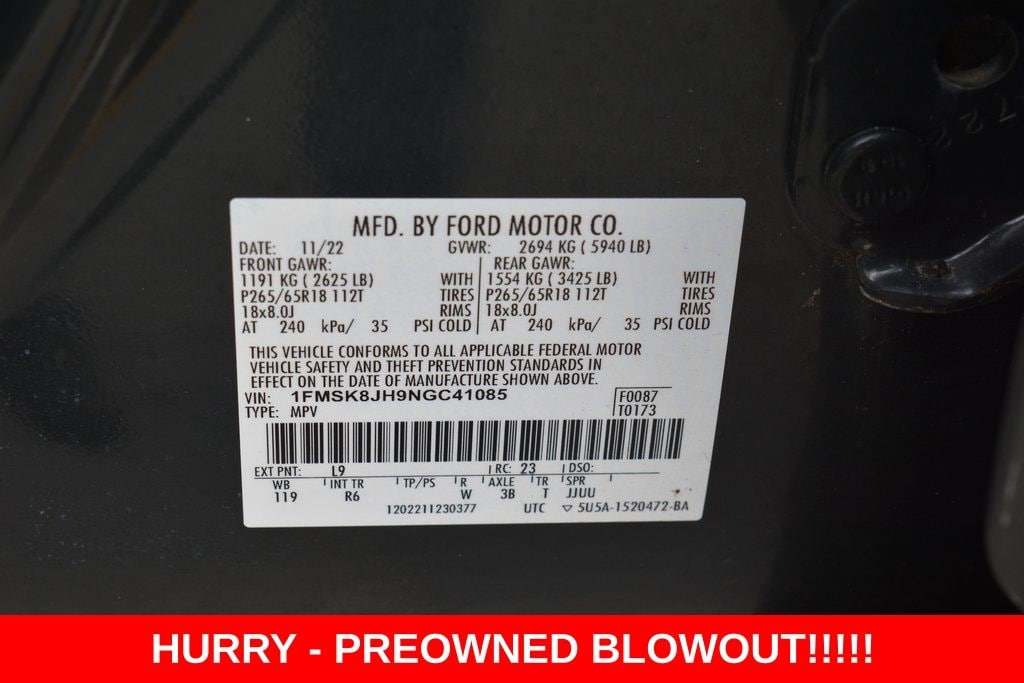 MFD. BY FORD MOTOR CO.
DATE: 11/22 GVWR: 2694 KG ( 5940 LB)
FRONT GAWR: REAR GAWR:
1191 KG ( 2625 LB) WITH 1554 KG ( 3425 LB) WITH
P265/65R18 112T TIRES P265/65R18 112T TIRES
18x8.0J RIMS 18x8.0J RIMS
AT 240 kPa/ 35 PSI COLD AT 240 kPa/ 35 PSI COLD
THIS VEHICLE CONFORMS TO ALL APPLICABLE FEDERAL MOTOR
VEHICLE SAFETY AND THEFT PREVENTION STANDARDS IN
EFFECT ON THE DATE OF MANUFACTURE SHOWN ABOVE.
VIN: 1FMSK8JH9NGC41085 F0087
TYPE: MPV T0173
EXT PNT: L9 RC: 23 DSO:
WB INT TR TP/PS R AXLE TR SPR
119 R6 W 3B T JJUU
1202211230377 UTC ▽ 5U5A-1520472-BA
HURRY - PREOWNED BLOWOUT!!!!!